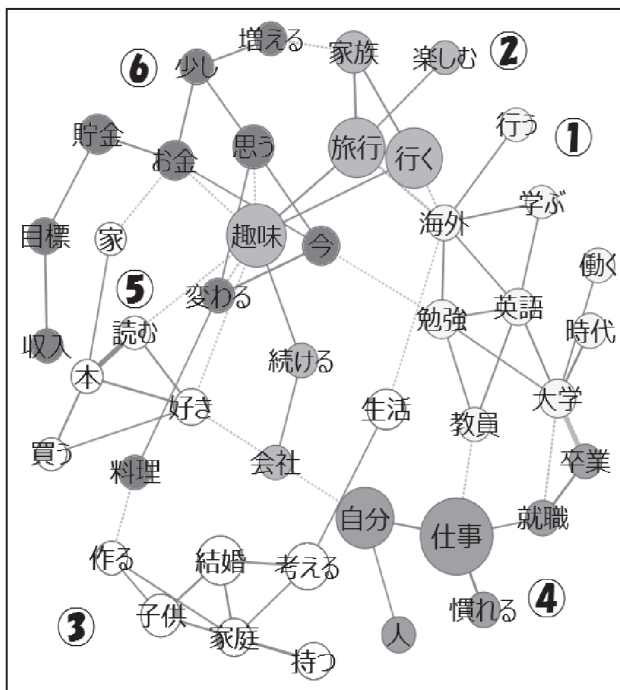 増える
家族
楽しむ
②
少し
⑥
行う
①
貯金
お金
思う
旅行
行く
学ぶ
海外
目標
家
趣味
今
働く
⑤
変わる
勉強
英語
時代
読む
収入
本
続ける
大学
好き
生活
教員
買う
料理
会社
卒業
自分
仕事
就職
作る
結婚
考える
③
子供
家庭
人
慣れる
④
持つ